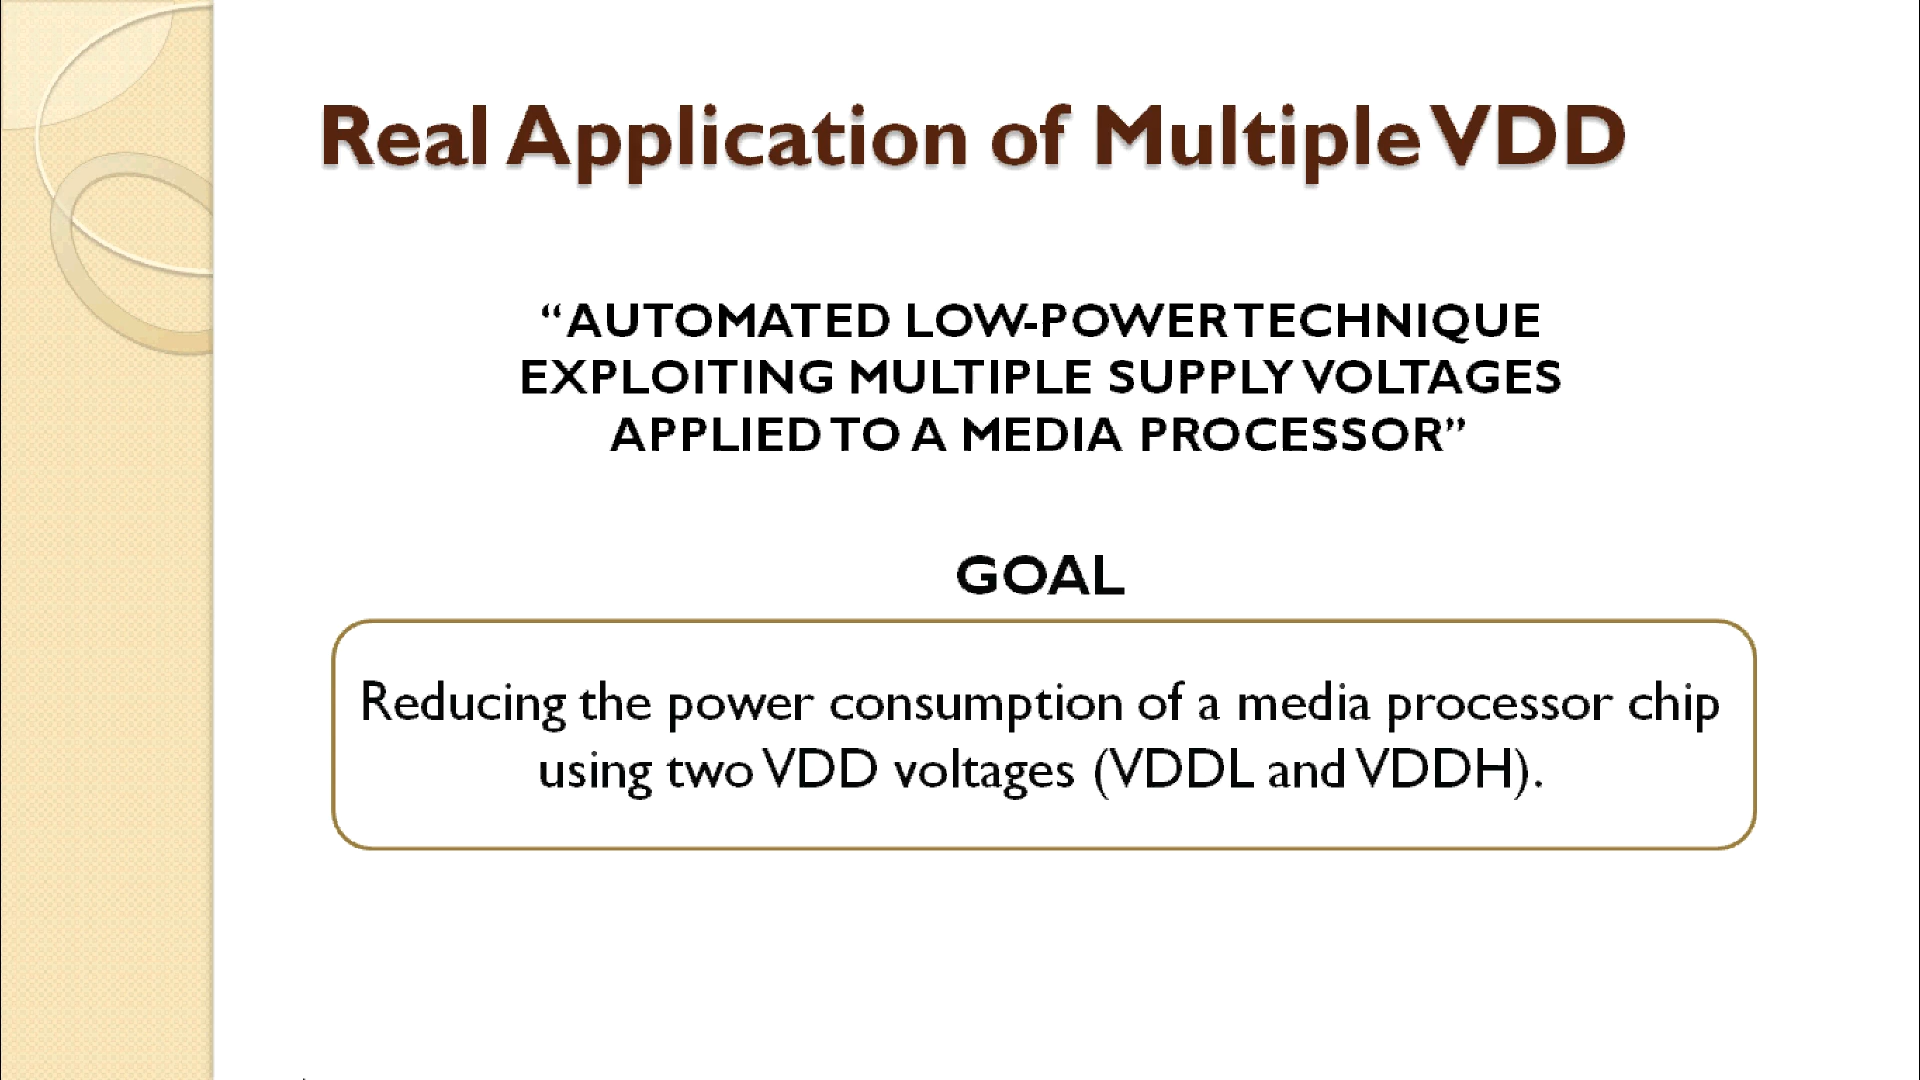 Real Application of Multiple VDD
“AUTOMATED LOW-POWER TECHNIQUE
EXPLOITING MULTIPLE SUPPLY VOLTAGES
APPLIED TO A MEDIA PROCESSOR”
GOAL
Reducing the power consumption of a media processor chip
using two VDD voltages (VDDL and VDDH).